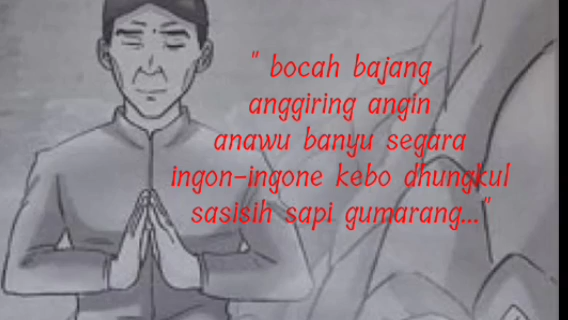 " bocah bajang
anggiring angin
anawu banyu segara
ingon-ingone kebo dhungkul
sasisih sapi gumarang..."